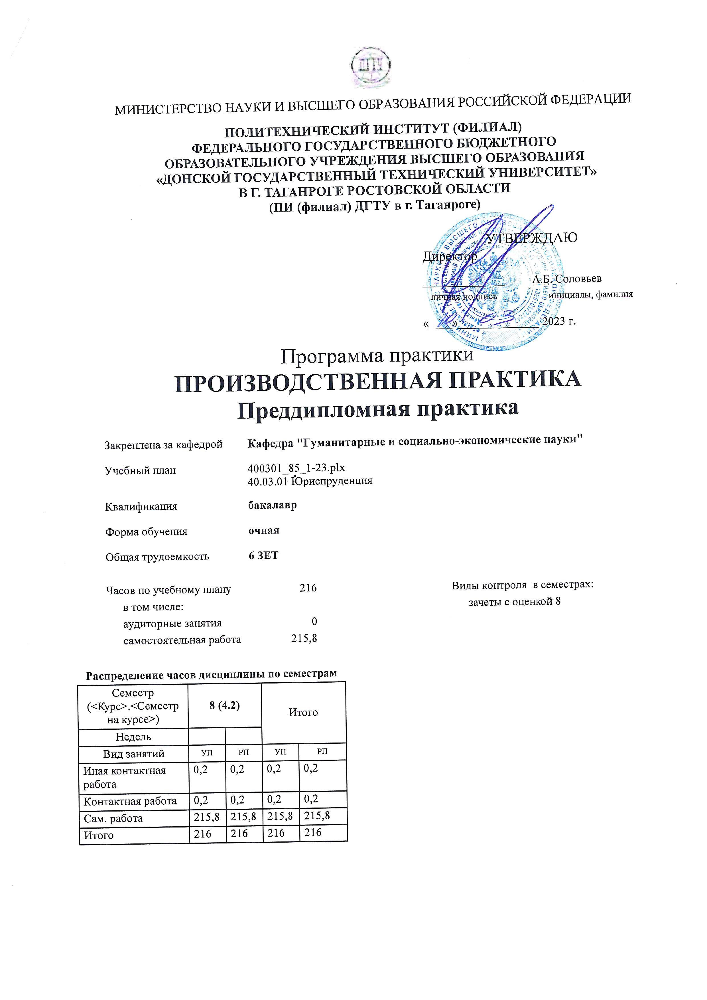 ДГТУ
МИНИСТЕРСТВО НАУКИ И ВЫСШЕГО ОБРАЗОВАНИЯ РОССИЙСКОЙ ФЕДЕРАЦИИ
ПОЛИТЕХНИЧЕСКИЙ ИНСТИТУТ (ФИЛИАЛ)
ФЕДЕРАЛЬНОГО ГОСУДАРСТВЕННОГО БЮДЖЕТНОГО
ОБРАЗОВАТЕЛЬНОГО УЧРЕЖДЕНИЯ ВЫСШЕГО ОБРАЗОВАНИЯ
«ДОНСКОЙ ГОСУДАРСТВЕННЫЙ ТЕХНИЧЕСКИЙ УНИВЕРСИТЕТ»
В Г. ТАГАНРОГЕ РОСТОВСКОЙ ОБЛАСТИ
(ПИ (филиал) ДГТУ в г. Таганроге)
УТВЕРЖДАЮ
Директор
А.Б. Соловьев
личная подпись инициалы, фамилия
«____» ____________ 2023 г.
Программа практики
ПРОИЗВОДСТВЕННАЯ ПРАКТИКА
Преддипломная практика
Закреплена за кафедрой Кафедра "Гуманитарные и социально-экономические науки"
Учебный план 400301_85_1-23.plx
40.03.01 Юриспруденция
Квалификация бакалавр
Форма обучения очная
Общая трудоемкость 6 ЗЕТ
Часов по учебному плану 216 Виды контроля в семестрах:
в том числе: зачеты с оценкой 8
аудиторные занятия 0
самостоятельная работа 215,8
Распределение часов дисциплины по семестрам
Семестр
(<Курс>.<Семестр 8 (4.2) Итого
на курсе>)
Недель
Вид занятий УП РП УП РП
Иная контактная 0,2 0,2 0,2 0,2
работа
Контактная работа 0,2 0,2 0,2 0,2
Сам. работа 215,8 215,8 215,8 215,8
Итого 216 216 216 216